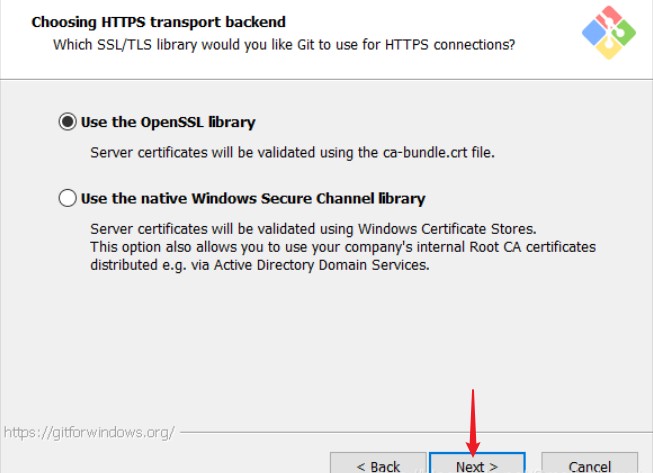 Choosing HTTPS transport backend
Which SSL/TLS library would you like Git to use for HTTPS connections?
Use the OpenSSL library
Server certificates will be validated using the ca-bundle.crt file.
Use the native Windows Secure Channel library
Server certificates will be validated using Windows Certificate Stores.
This option also allows you to use your company's internal Root CA certificates
distributed e.g. via Active Directory Domain Services.
https://gitforwindows.org/
< Back Next > Cancel